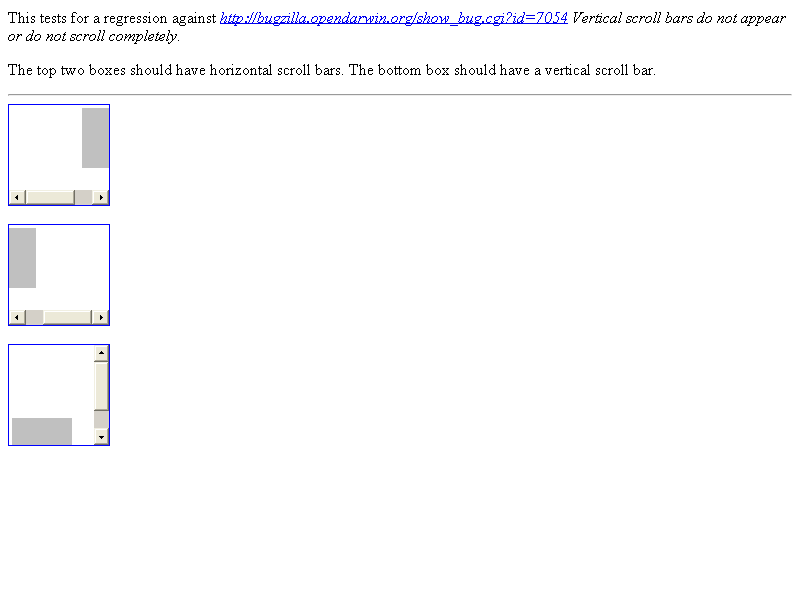 This tests for a regression against http://bugzilla.opendarwin.org/show_bug.cgi?id=7054 Vertical scroll bars do not appear
or do not scroll completely.
The top two boxes should have horizontal scroll bars. The bottom box should have a vertical scroll bar.